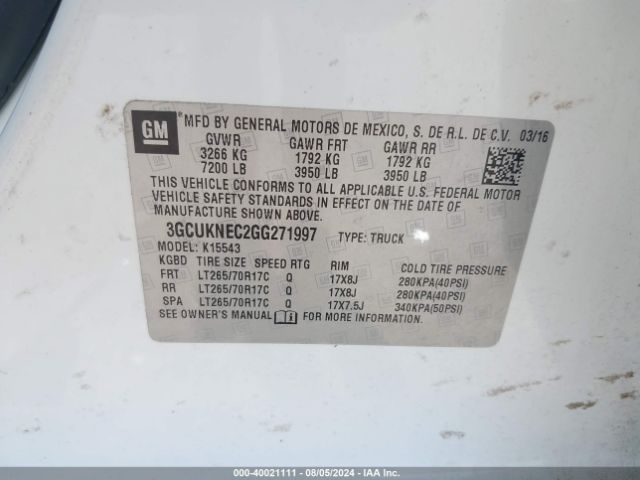 GM
MFD BY GENERAL MOTORS DE MEXICO, S. DE R.L. DE C.V. 03/16
GVWR GAWR FRT GAWR RR
3266 KG 1792 KG 1792 KG
7200 LB 3950 LB 3950 LB
THIS VEHICLE CONFORMS TO ALL APPLICABLE U.S. FEDERAL MOTOR
VEHICLE SAFETY STANDARDS IN EFFECT ON THE DATE OF
MANUFACTURE SHOWN ABOVE.
3GCUKNEC2GG271997 TYPE: TRUCK
MODEL: K15543
KGBD TIRE SIZE SPEED RTG RIM COLD TIRE PRESSURE
FRT LT265/70R17C Q 17X8J 280KPA(40PSI)
RR LT265/70R17C Q 17X8J 280KPA(40PSI)
SPA LT265/70R17C Q 17X7.5J 340KPA(50PSI)
SEE OWNER'S MANUAL FOR MORE INFORMATION.
000-40021111 - 08/05/2024 - IAA Inc.